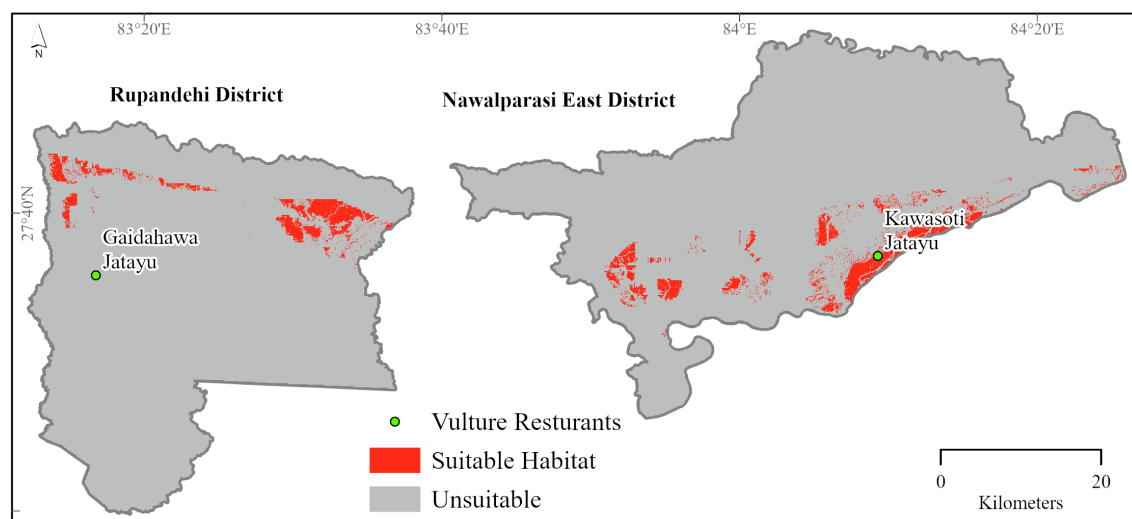 83°20'E
83°40'E
84°E
84°20'E
N
Rupandehi District
Nawalparasi East District
27°40'N
Gaidahawa
Jatayu
Kawasoti
Jatayu
Vulture Resturants
Suitable Habitat
Unsuitable
0
20
Kilometers